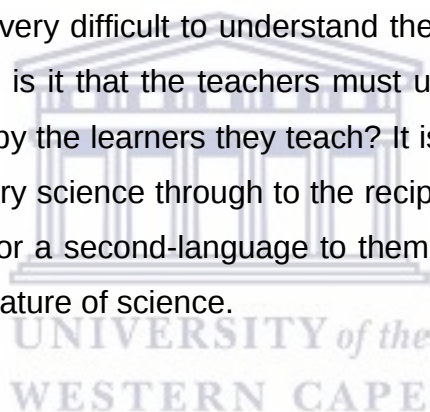 very difficult to understand the
is it that the teachers must u
by the learners they teach? It is
ry science through to the recip
or a second-language to them
ature of science.
UNIVERSITY of the
WESTERN CAPE